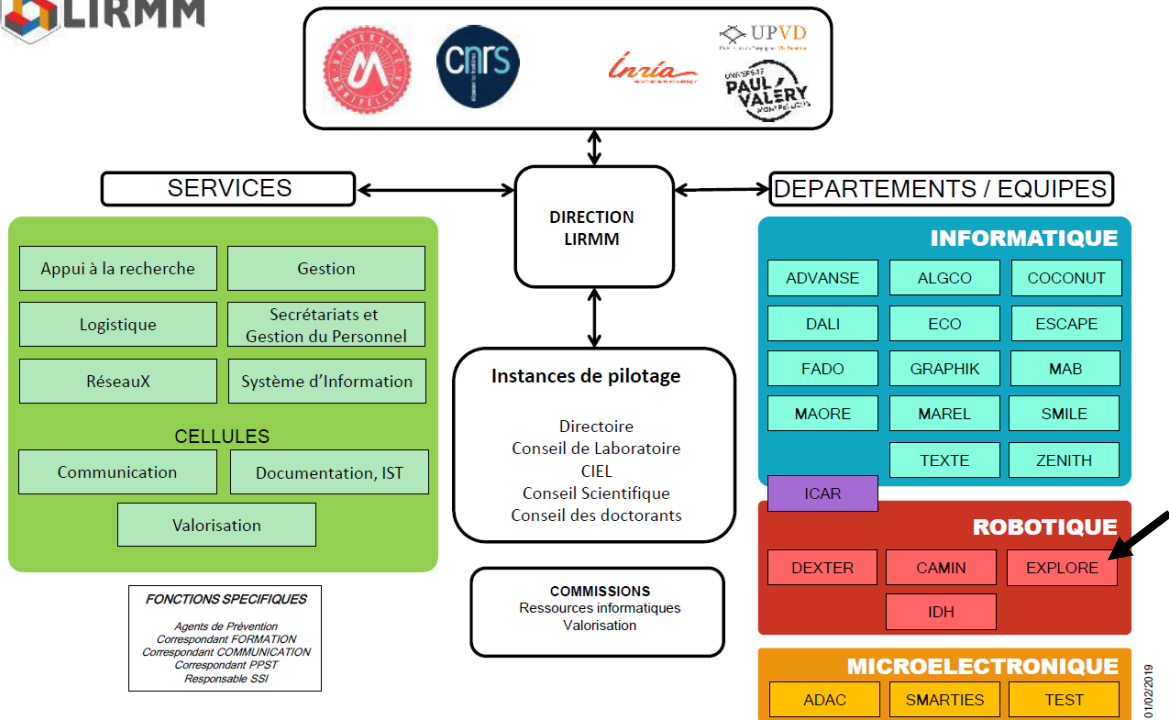 LIRMM
UNIVERSITÉ
MONTPELLIER
CNrS
Inria
UPVD
UNIVERSITÉ
PAUL
VALÉRY
MONTPELLIER
SERVICES
DIRECTION
LIRMM
DEPARTEMENTS / EQUIPES
Appui à la recherche
Gestion
Logistique
Secrétariats et
Gestion du Personnel
RéseauX
Système d’Information
CELLULES
Communication
Documentation, IST
Valorisation
FONCTIONS SPECIFIQUES
Agents de Prévention
Correspondant FORMATION
Correspondant COMMUNICATION
Correspondant PPST
Responsable SSI
Instances de pilotage
Directoire
Conseil de Laboratoire
CIEL
Conseil Scientifique
Conseil des doctorants
COMMISSIONS
Ressources informatiques
Valorisation
INFORMATIQUE
ADVANSE
ALGCO
COCONUT
DALI
ECO
ESCAPE
FADO
GRAPHIK
MAB
MAORE
MAREL
SMILE
TEXTE
ZENITH
ICAR
ROBOTIQUE
DEXTER
CAMIN
EXPLORE
IDH
MICROELECTRONIQUE
ADAC
SMARTIES
TEST
01/02/2019